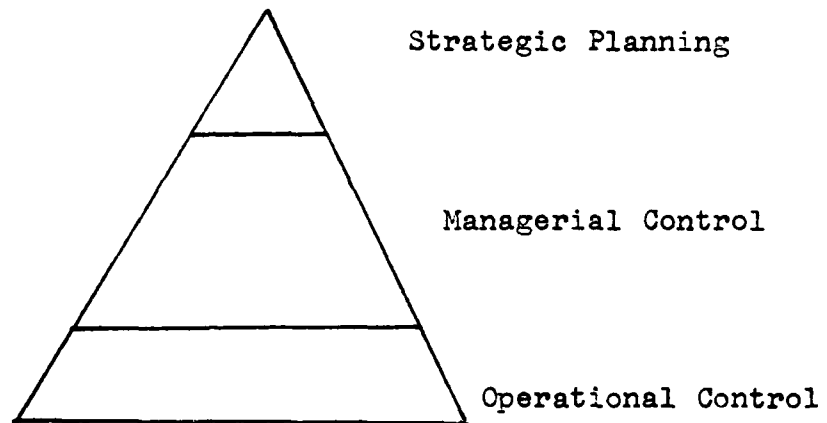 Strategic Planning
Managerial Control
Operational Control